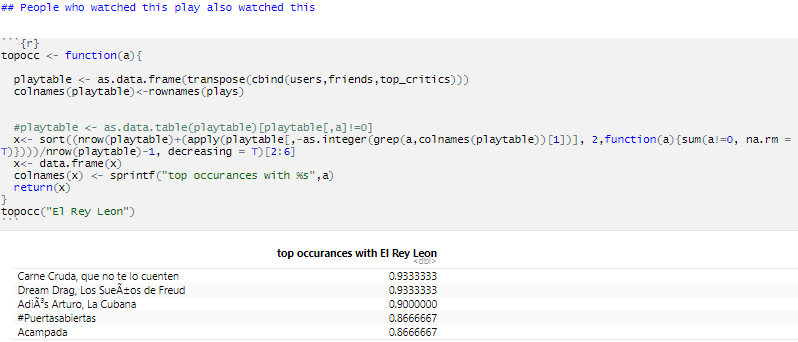 ## People who watched this play also watched this
```{r}
topocc <- function(a){
playtable <- as.data.frame(transpose(cbind(users,friends,top_critics)))
colnames(playtable)<-rownames(plays)
#playtable <- as.data.table(playtable)[playtable[,a]!=0]
x<- sort((nrow(playtable)+(apply(playtable[,-as.integer(grep(a,colnames(playtable))[1])], 2,function(a){sum(a!=0, na.rm =
T)})))/nrow(playtable)-1, decreasing = T)[2:6]
x<- data.frame(x)
colnames(x) <- sprintf("top occurances with %s",a)
return(x)
}
topocc("El Rey Leon")
```
top occurances with El Rey Leon
<dbl>
Carne Cruda, que no te lo cuenten 0.9333333
Dream Drag, Los Sueños de Freud 0.9333333
Adiã³s Arturo, La Cubana 0.9000000
#Puertasabiertas 0.8666667
Acampada 0.8666667